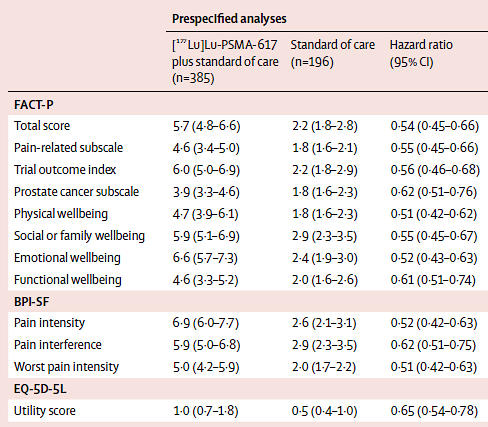 Prespecified analyses
[¹⁷⁷Lu]Lu-PSMA-617 plus standard of care (n=385) Standard of care (n=196) Hazard ratio (95% CI)
FACT-P
Total score 5·7 (4·8–6·6) 2·2 (1·8–2·8) 0·54 (0·45–0·66)
Pain-related subscale 4·6 (3·4–5·0) 1·8 (1·6–2·1) 0·55 (0·45–0·66)
Trial outcome index 6·0 (5·0–6·9) 2·2 (1·8–2·9) 0·56 (0·46–0·68)
Prostate cancer subscale 3·9 (3·3–4·6) 1·8 (1·6–2·3) 0·62 (0·51–0·76)
Physical wellbeing 4·7 (3·9–6·1) 1·8 (1·6–2·3) 0·51 (0·42–0·62)
Social or family wellbeing 5·9 (5·1–6·9) 2·9 (2·3–3·5) 0·55 (0·45–0·67)
Emotional wellbeing 6·6 (5·7–7·3) 2·4 (1·9–3·0) 0·52 (0·43–0·63)
Functional wellbeing 4·6 (3·3–5·2) 2·0 (1·6–2·6) 0·61 (0·51–0·74)
BPI-SF
Pain intensity 6·9 (6·0–7·7) 2·6 (2·1–3·1) 0·52 (0·42–0·63)
Pain interference 5·9 (5·0–6·8) 2·9 (2·3–3·5) 0·62 (0·51–0·75)
Worst pain intensity 5·0 (4·2–5·9) 2·0 (1·7–2·2) 0·51 (0·42–0·63)
EQ-5D-5L
Utility score 1·0 (0·7–1·8) 0·5 (0·4–1·0) 0·65 (0·54–0·78)